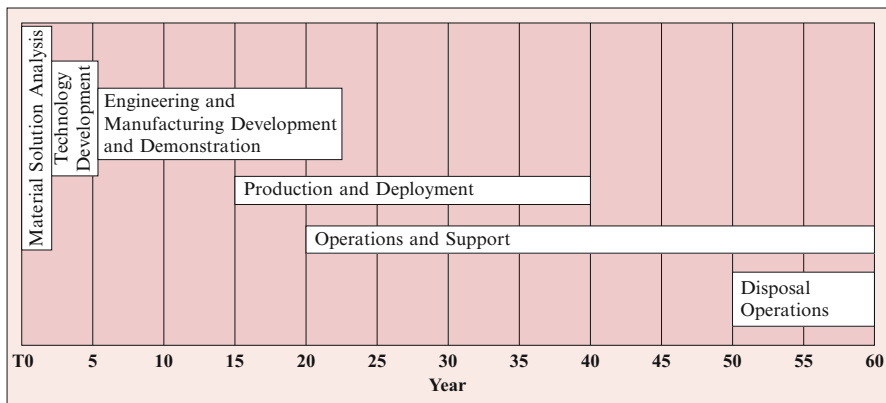 Material Solution Analysis
Technology
Development
Engineering and
Manufacturing Development
and Demonstration
Production and Deployment
Operations and Support
Disposal
Operations
T0 5 10 15 20 25 30 35 40 45 50 55 60
Year